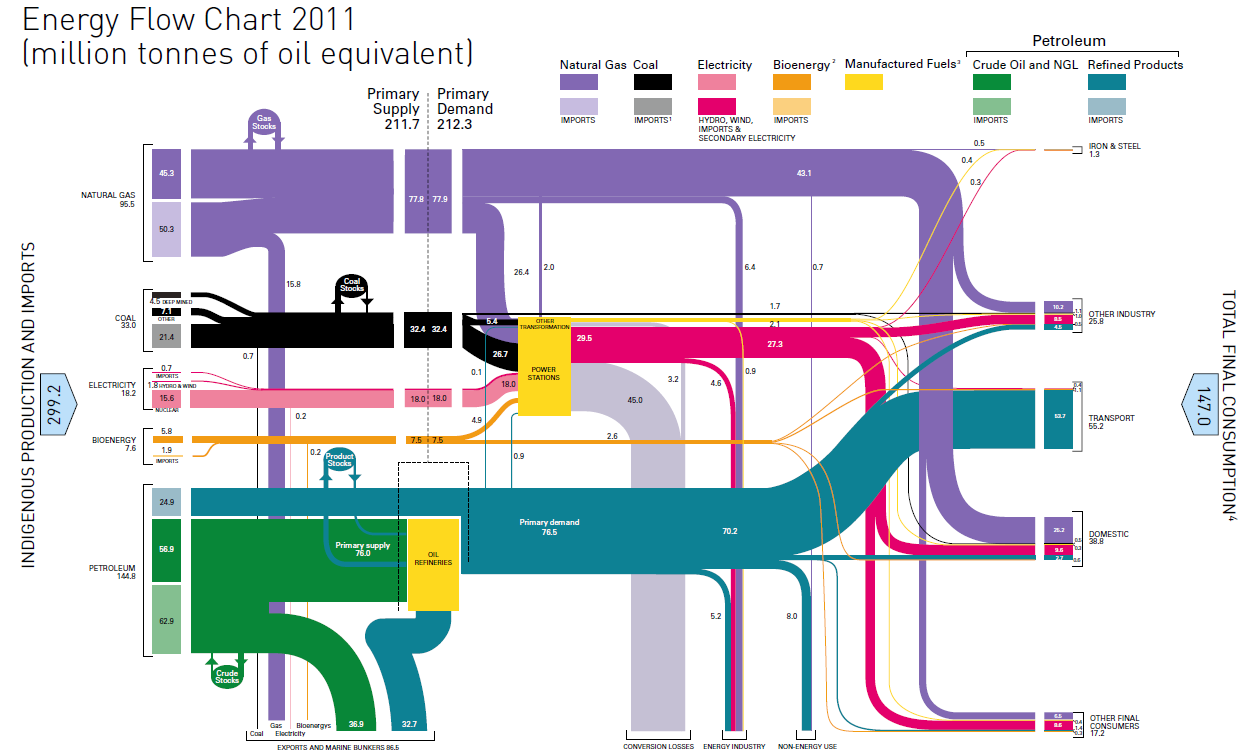 Energy Flow Chart 2011
(million tonnes of oil equivalent)
Petroleum
Natural Gas
Coal
Electricity
Bioenergy²
Manufactured Fuels³
Crude Oil and NGL
Refined Products
IMPORTS
IMPORTS¹
HYDRO, WIND,
IMPORTS &
SECONDARY ELECTRICITY
IMPORTS
IMPORTS
IMPORTS
Primary
Supply
211.7
Primary
Demand
212.3
INDIGENOUS PRODUCTION AND IMPORTS
299.2
Gas
Stocks
NATURAL GAS
95.5
45.3
50.3
77.8
77.9
43.1
15.8
26.4
2.0
6.4
0.7
0.5
0.4
0.3
IRON & STEEL
1.3
Coal
Stocks
COAL
33.0
4.5 DEEP MINED
7.1
OTHER
21.4
0.7
32.4
32.4
5.4
26.7
0.1
OTHER
TRANSFORMATION
POWER
STATIONS
29.5
27.3
1.7
2.1
0.9
3.2
4.6
45.0
2.6
ELECTRICITY
18.2
0.7
IMPORTS
1.8 HYDRO & WIND
15.6
NUCLEAR
0.2
18.0
18.0
18.0
BIOENERGY
7.6
5.8
1.9
IMPORTS
0.2
7.5
7.5
4.9
0.9
Product
Stocks
PETROLEUM
144.8
24.9
56.9
62.9
Primary supply
76.0
OIL
REFINERIES
Primary demand
76.5
70.2
5.2
8.0
Crude
Stocks
36.9
32.7
Gas
Coal
Electricity
Bioenergys
EXPORTS AND MARINE BUNKERS 86.5
CONVERSION LOSSES
ENERGY INDUSTRY
NON-ENERGY USE
OTHER INDUSTRY
25.8
10.2
8.5
4.5
TRANSPORT
55.2
53.7
DOMESTIC
38.8
9.6
OTHER FINAL
CONSUMERS
17.2
TOTAL FINAL CONSUMPTION⁴
147.0